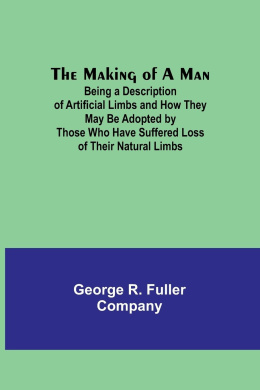 The Making of A Man
Being a Description
of Artificial Limbs and How They
May Be Adopted by
Those Who Have Suffered Loss
of Their Natural Limbs
George R. Fuller
Company